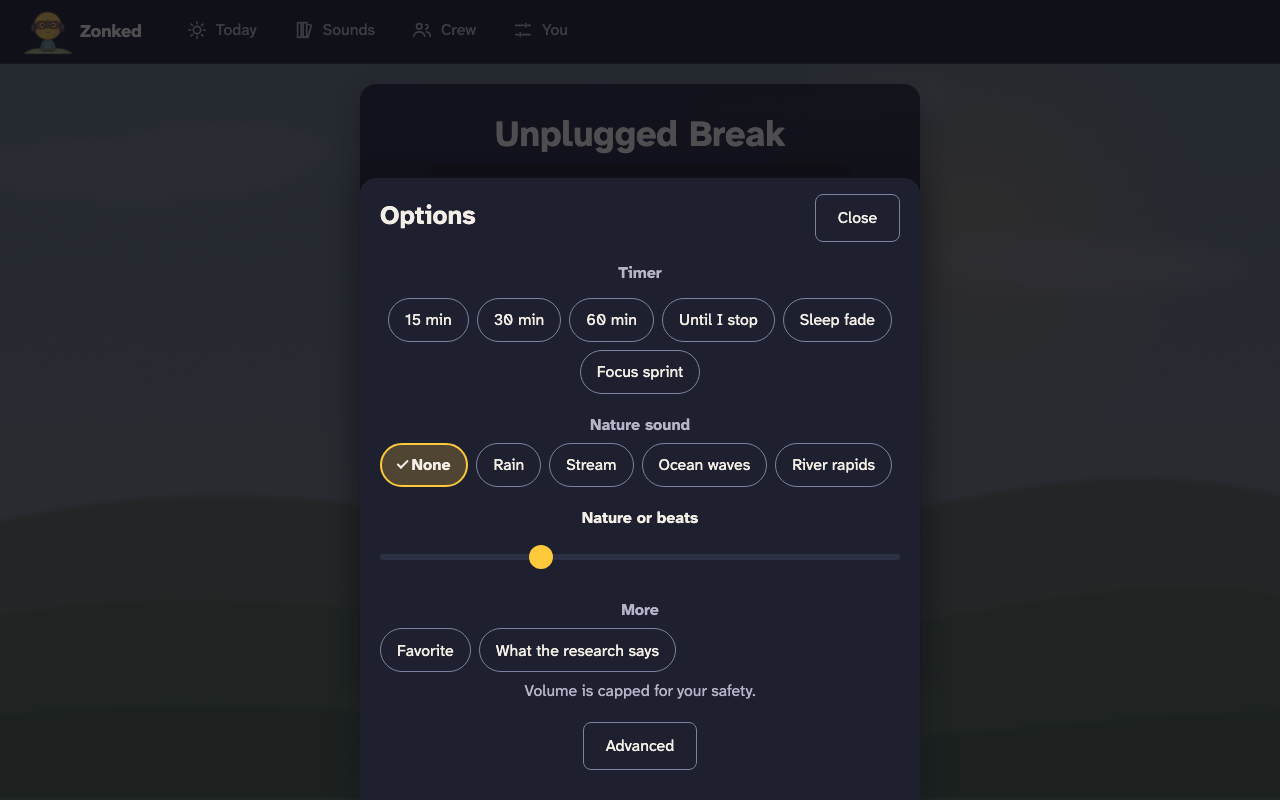 Zonked Today Sounds Crew You
Unplugged Break
Options Close
Timer
15 min 30 min 60 min Until I stop Sleep fade
Focus sprint
Nature sound
None Rain Stream Ocean waves River rapids
Nature or beats
More
Favorite What the research says
Volume is capped for your safety.
Advanced